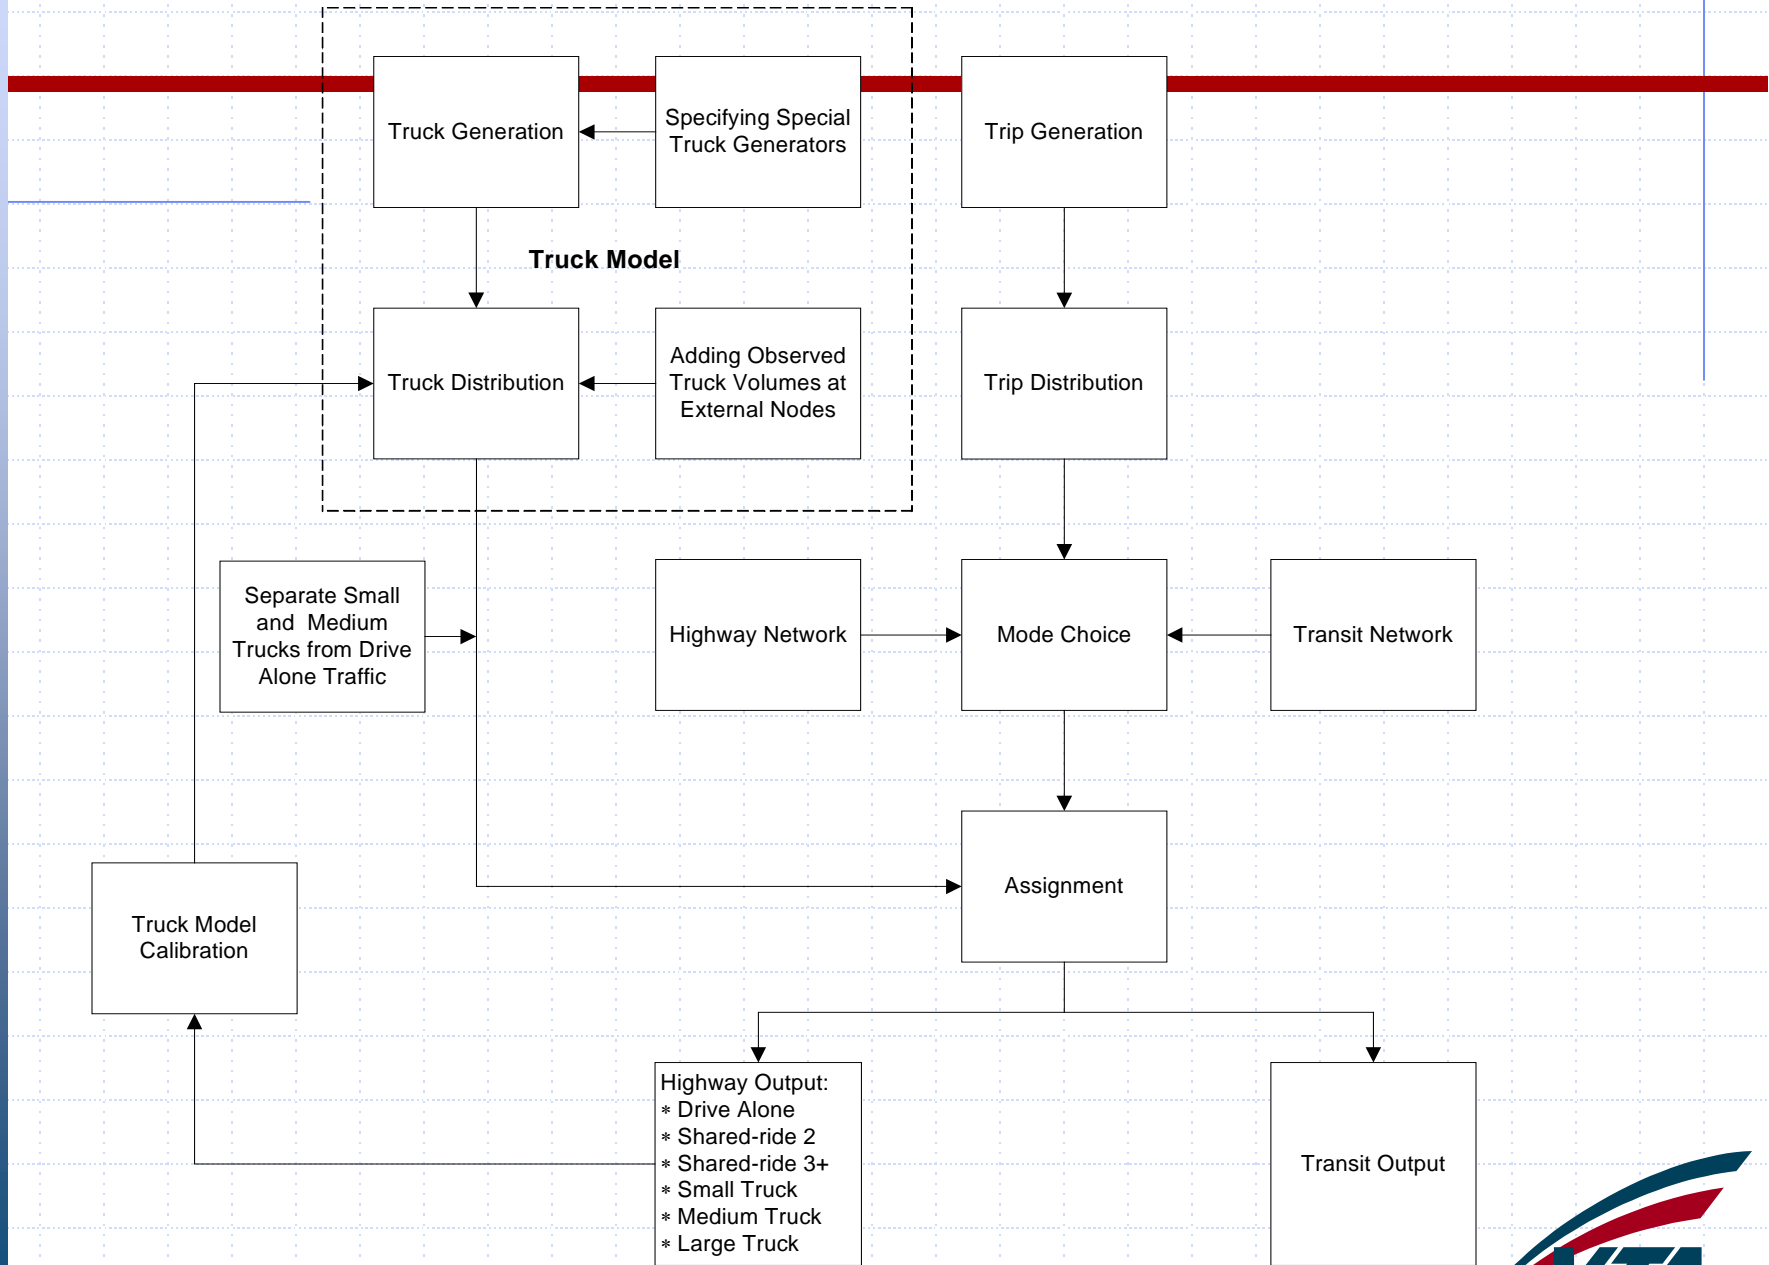 Truck Generation
Specifying Special
Truck Generators
Trip Generation
Truck Model
Truck Distribution
Adding Observed
Truck Volumes at
External Nodes
Trip Distribution
Separate Small
and Medium
Trucks from Drive
Alone Traffic
Highway Network
Mode Choice
Transit Network
Assignment
Truck Model
Calibration
Highway Output:
* Drive Alone
* Shared-ride 2
* Shared-ride 3+
* Small Truck
* Medium Truck
* Large Truck
Transit Output